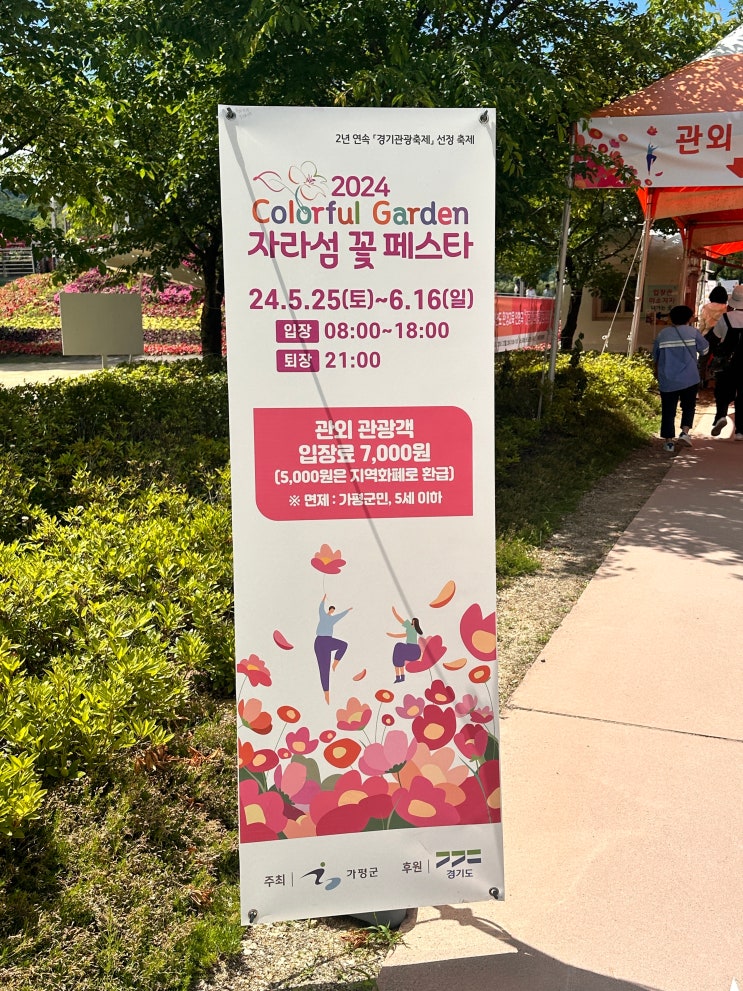 2년 연속 「경기관광축제」 선정 축제
2024
Colorful Garden
자라섬 꽃 페스타
24.5.25(토)~6.16(일)
입장 08:00~18:00
퇴장 21:00
관외 관광객
입장료 7,000원
(5,000원은 지역화폐로 환급)
※ 면제 : 가평군민, 5세 이하
주최 | 가평군 후원 | 경기도
관외